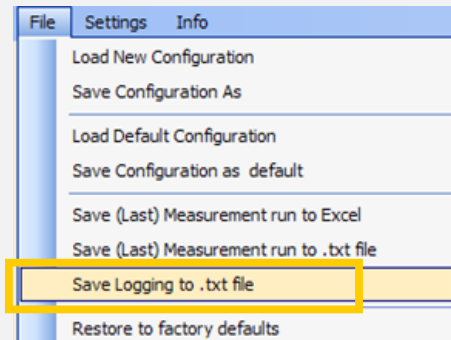 File Settings Info
Load New Configuration
Save Configuration As
Load Default Configuration
Save Configuration as default
Save (Last) Measurement run to Excel
Save (Last) Measurement run to .txt file
Save Logging to .txt file
Restore to factory defaults